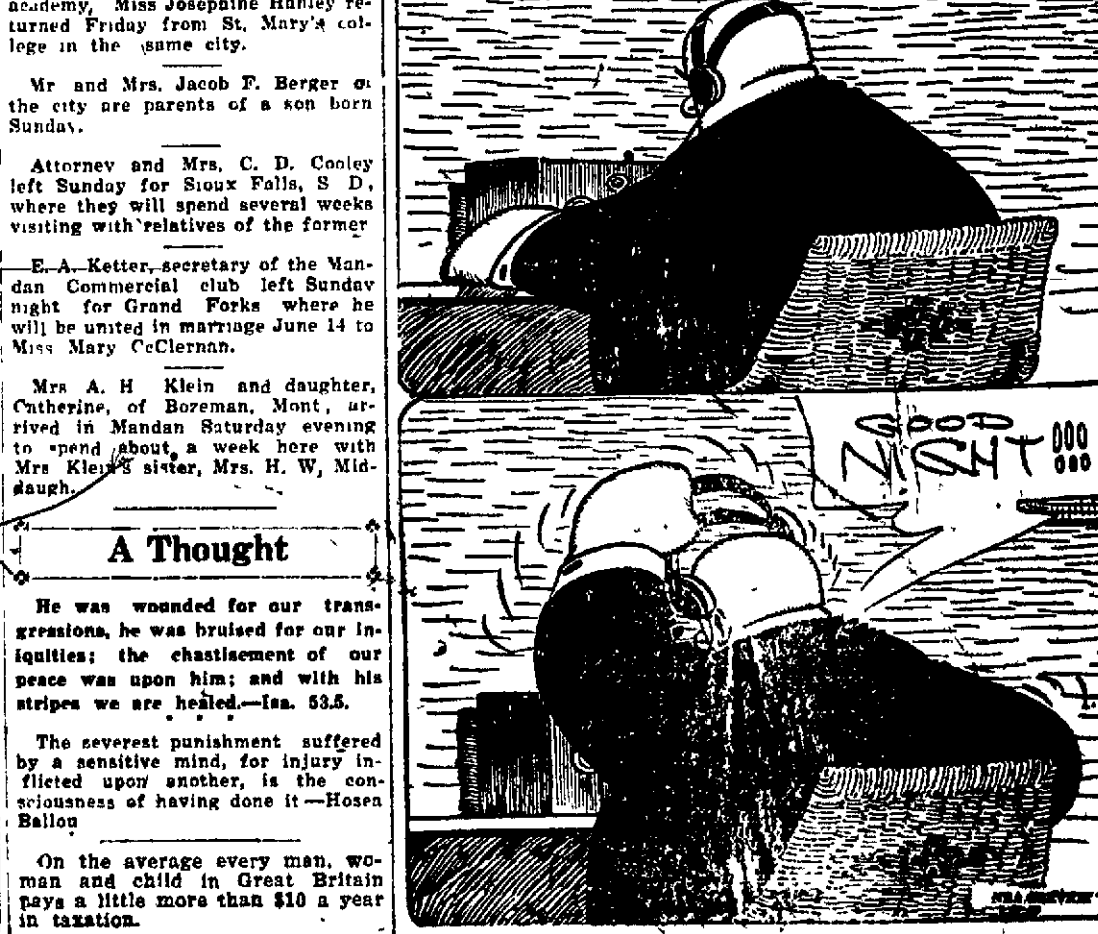 academy, Miss Josephine Hanley re-
turned Friday from St. Mary's col-
lege in the same city.
Mr and Mrs. Jacob F. Berger of
the city are parents of a son born
Sunday.
Attorney and Mrs, C. D. Cooley
left Sunday for Sioux Falls, S D,
where they will spend several weeks
visiting with relatives of the former
E. A. Ketter, secretary of the Man-
dan Commercial club left Sunday
night for Grand Forks where he
will be united in marriage June 14 to
Miss Mary CcClernan.
Mrs A. H Klein and daughter,
Catherine, of Bozeman, Mont, ar-
rived in Mandan Saturday evening
to spend about a week here with
Mrs Klein's sister, Mrs. H. W, Mid-
daugh.
A Thought
He was wounded for our trans-
gressions, he was bruised for our in-
iquities; the chastisement of our
peace was upon him; and with his
stripes we are healed.—Isa. 53.5.
The severest punishment suffered
by a sensitive mind, for injury in-
flicted upon another, is the con-
sciousness of having done it—Hosea
Ballou
On the average every man, wo-
man and child in Great Britain
pays a little more than $10 a year
in taxation.
GOOD
NIGHT !!!